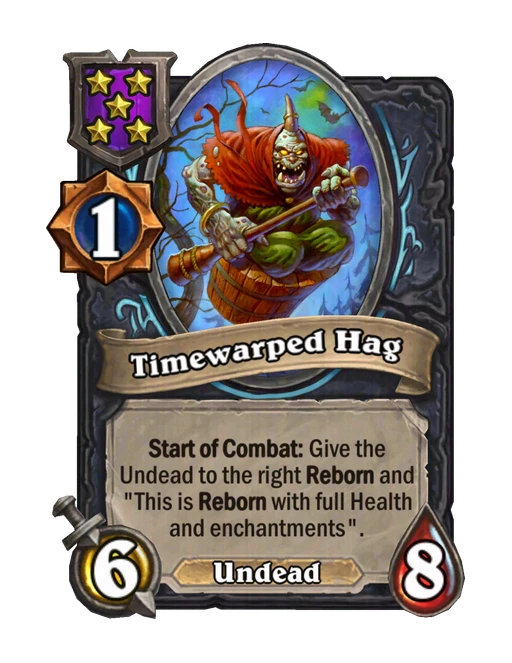 1
Timewarped Hag
Start of Combat: Give the
Undead to the right Reborn and
"This is Reborn with full Health
and enchantments".
6
Undead
8